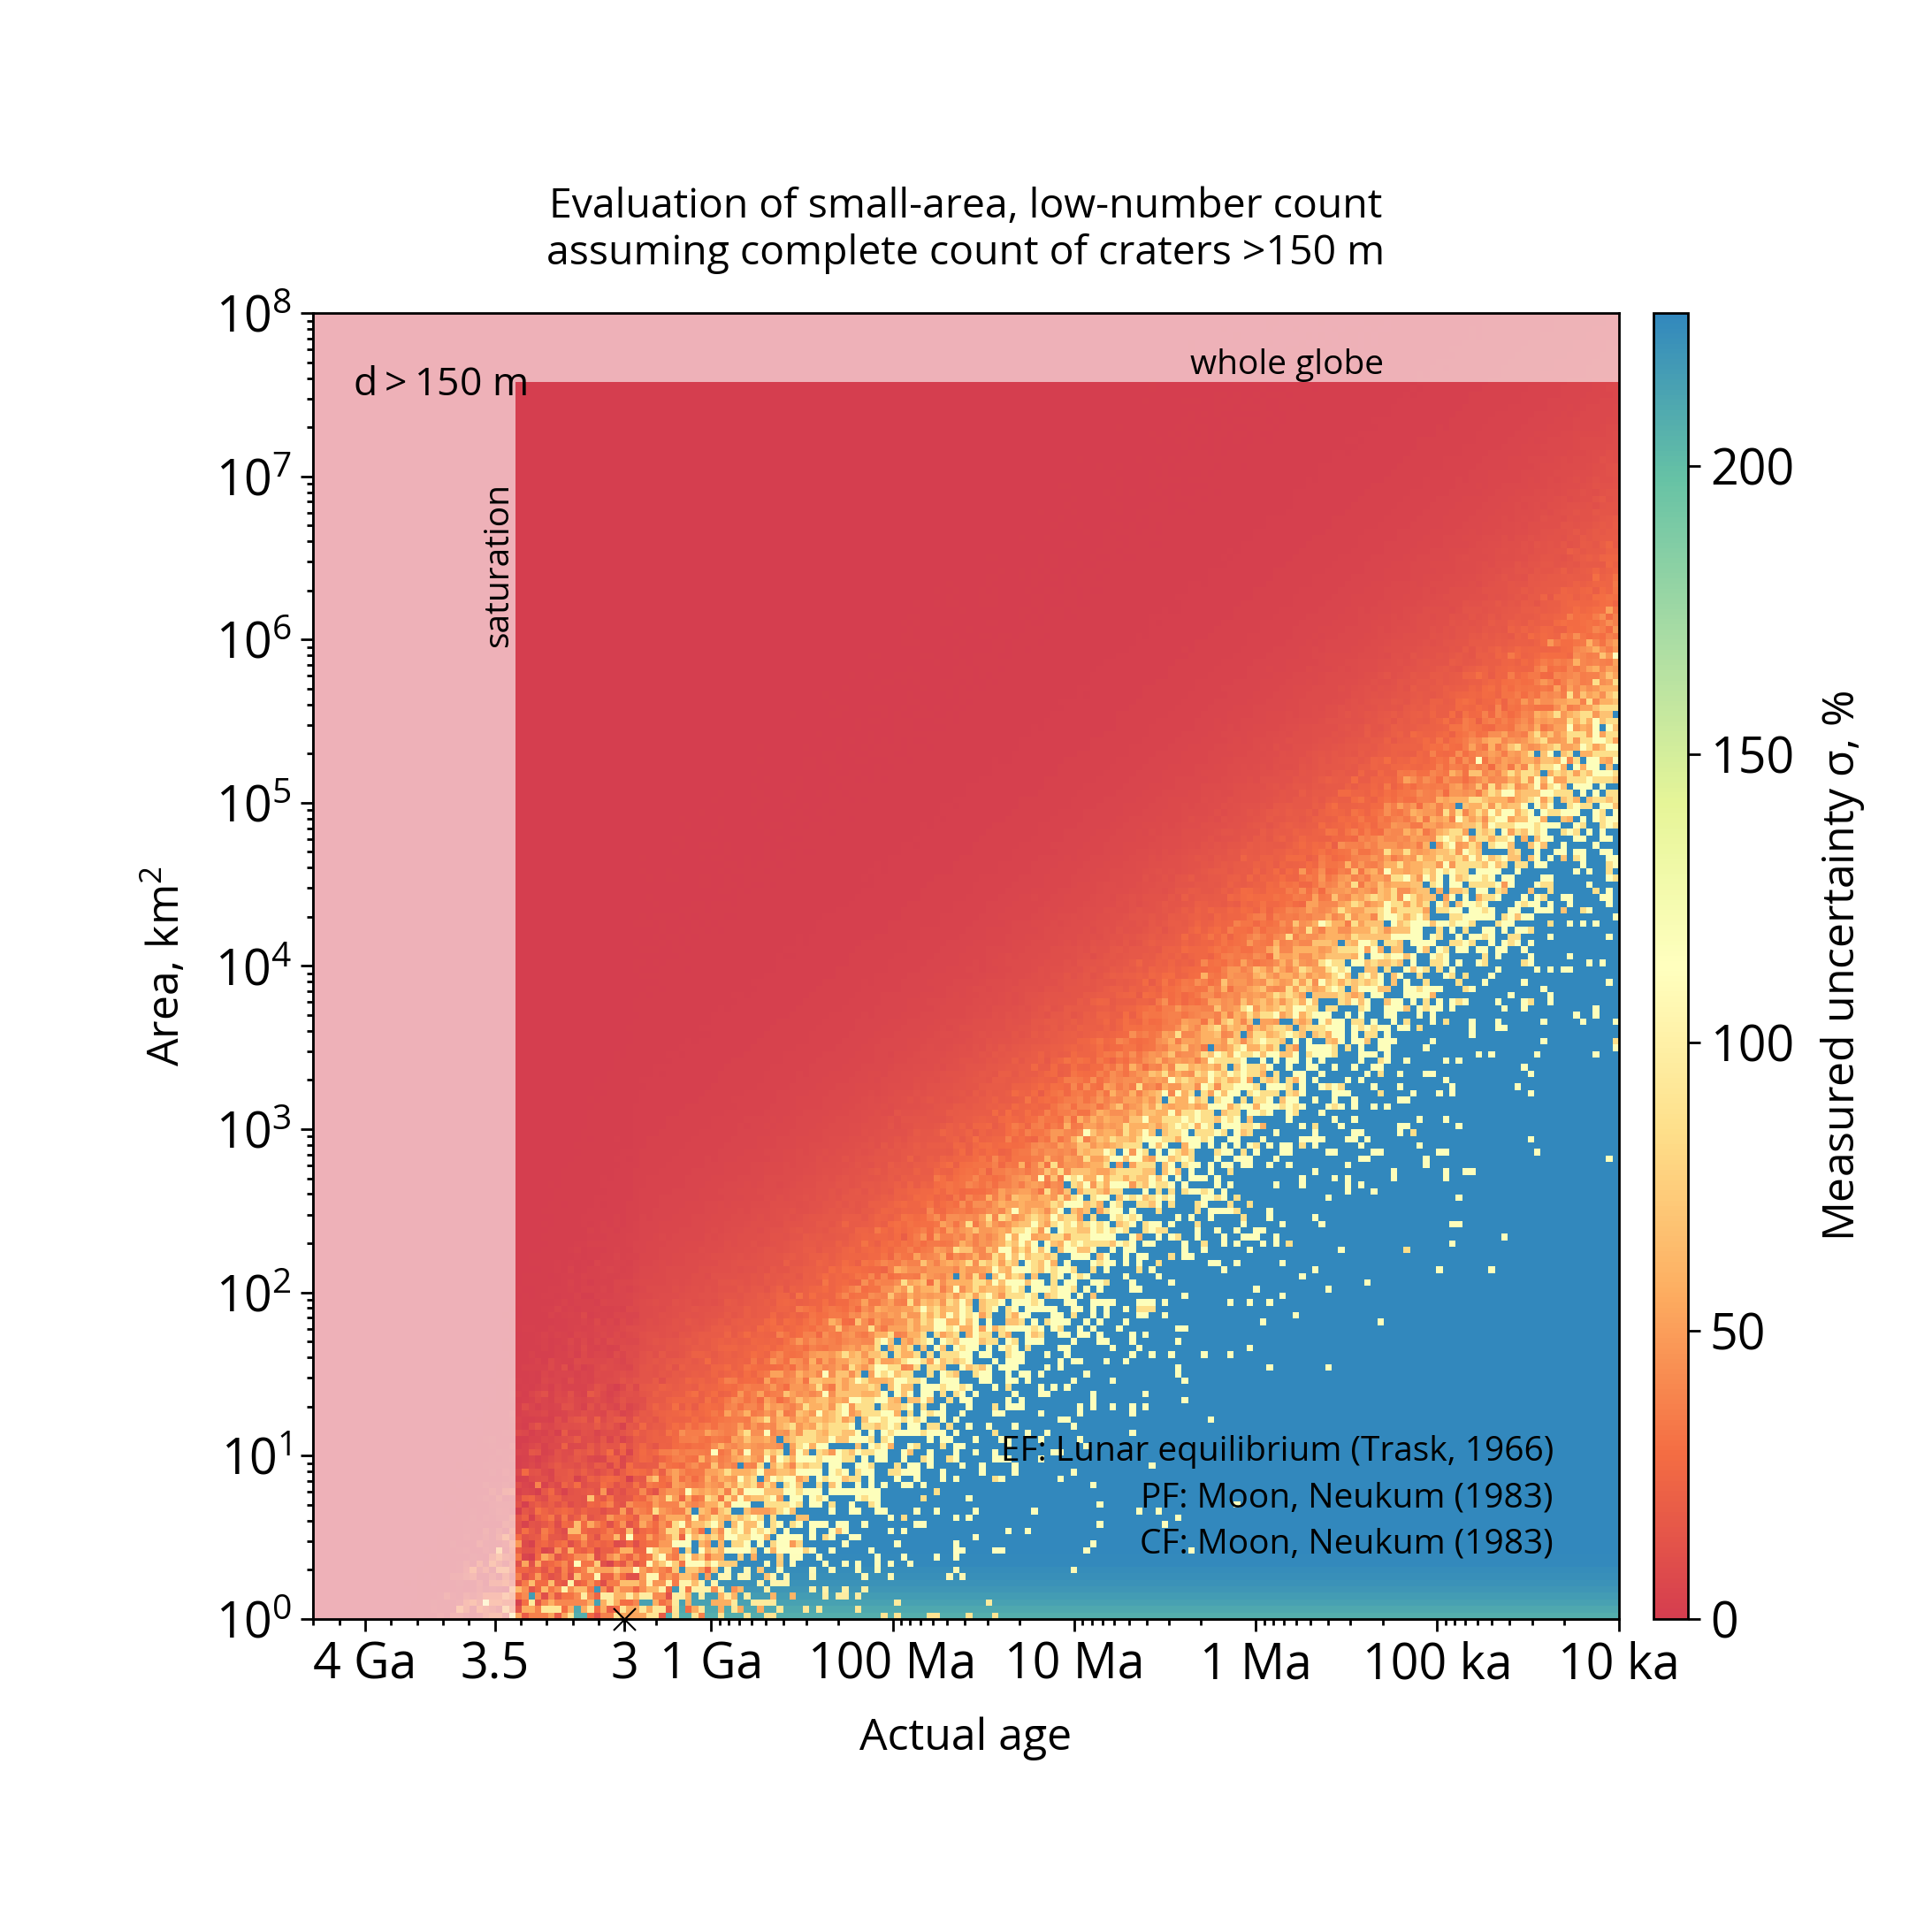 Evaluation of small-area, low-number count
assuming complete count of craters >150 m
10⁸
10⁷
10⁶
10⁵
10⁴
10³
10²
10¹
10⁰
Area, km²
d > 150 m
whole globe
saturation
EF: Lunar equilibrium (Trask, 1966)
PF: Moon, Neukum (1983)
CF: Moon, Neukum (1983)
4 Ga 3.5 3 1 Ga 100 Ma 10 Ma 1 Ma 100 ka 10 ka
Actual age
200
150
100
50
0
Measured uncertainty σ, %